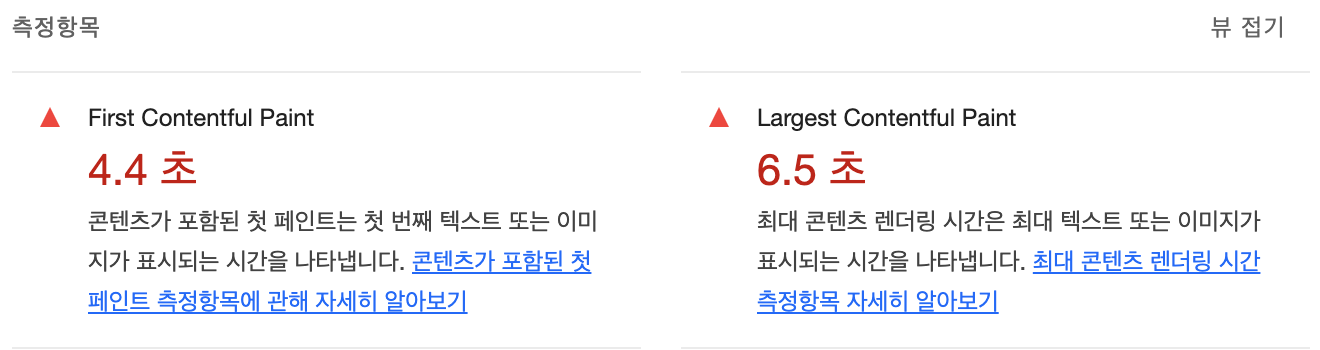 측정항목
뷰 접기
First Contentful Paint
4.4 초
콘텐츠가 포함된 첫 페인트는 첫 번째 텍스트 또는 이미
지가 표시되는 시간을 나타냅니다. 콘텐츠가 포함된 첫
페인트 측정항목에 관해 자세히 알아보기
Largest Contentful Paint
6.5 초
최대 콘텐츠 렌더링 시간은 최대 텍스트 또는 이미지가
표시되는 시간을 나타냅니다. 최대 콘텐츠 렌더링 시간
측정항목 자세히 알아보기